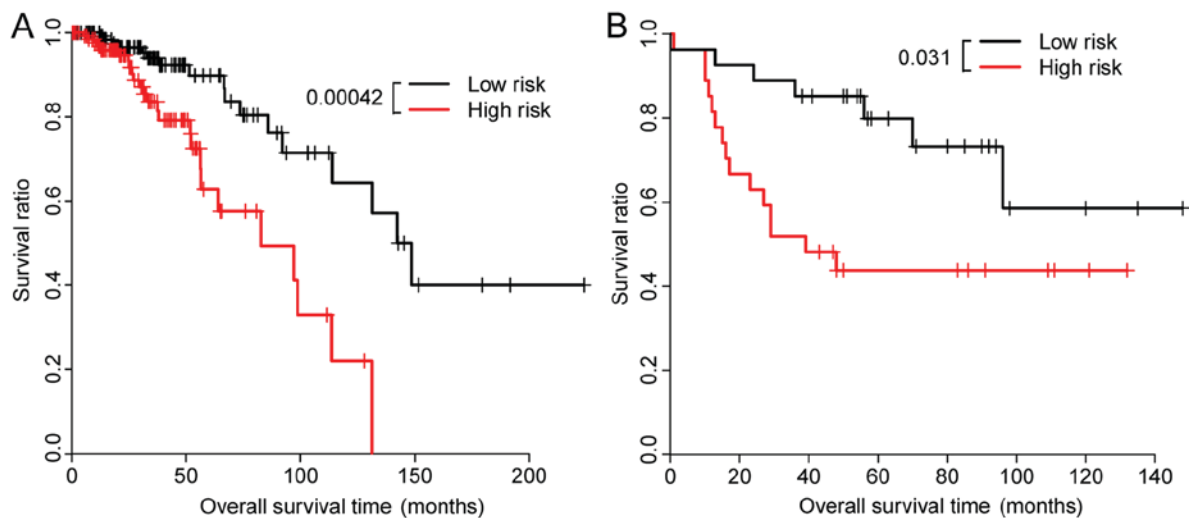 A
1.0
0.8
0.6
0.4
0.2
0.0
Survival ratio
0.00042
Low risk
High risk
0 50 100 150 200
Overall survival time (months)
B
1.0
0.8
0.6
0.4
0.2
0.0
Survival ratio
0.031
Low risk
High risk
0 20 40 60 80 100 120 140
Overall survival time (months)